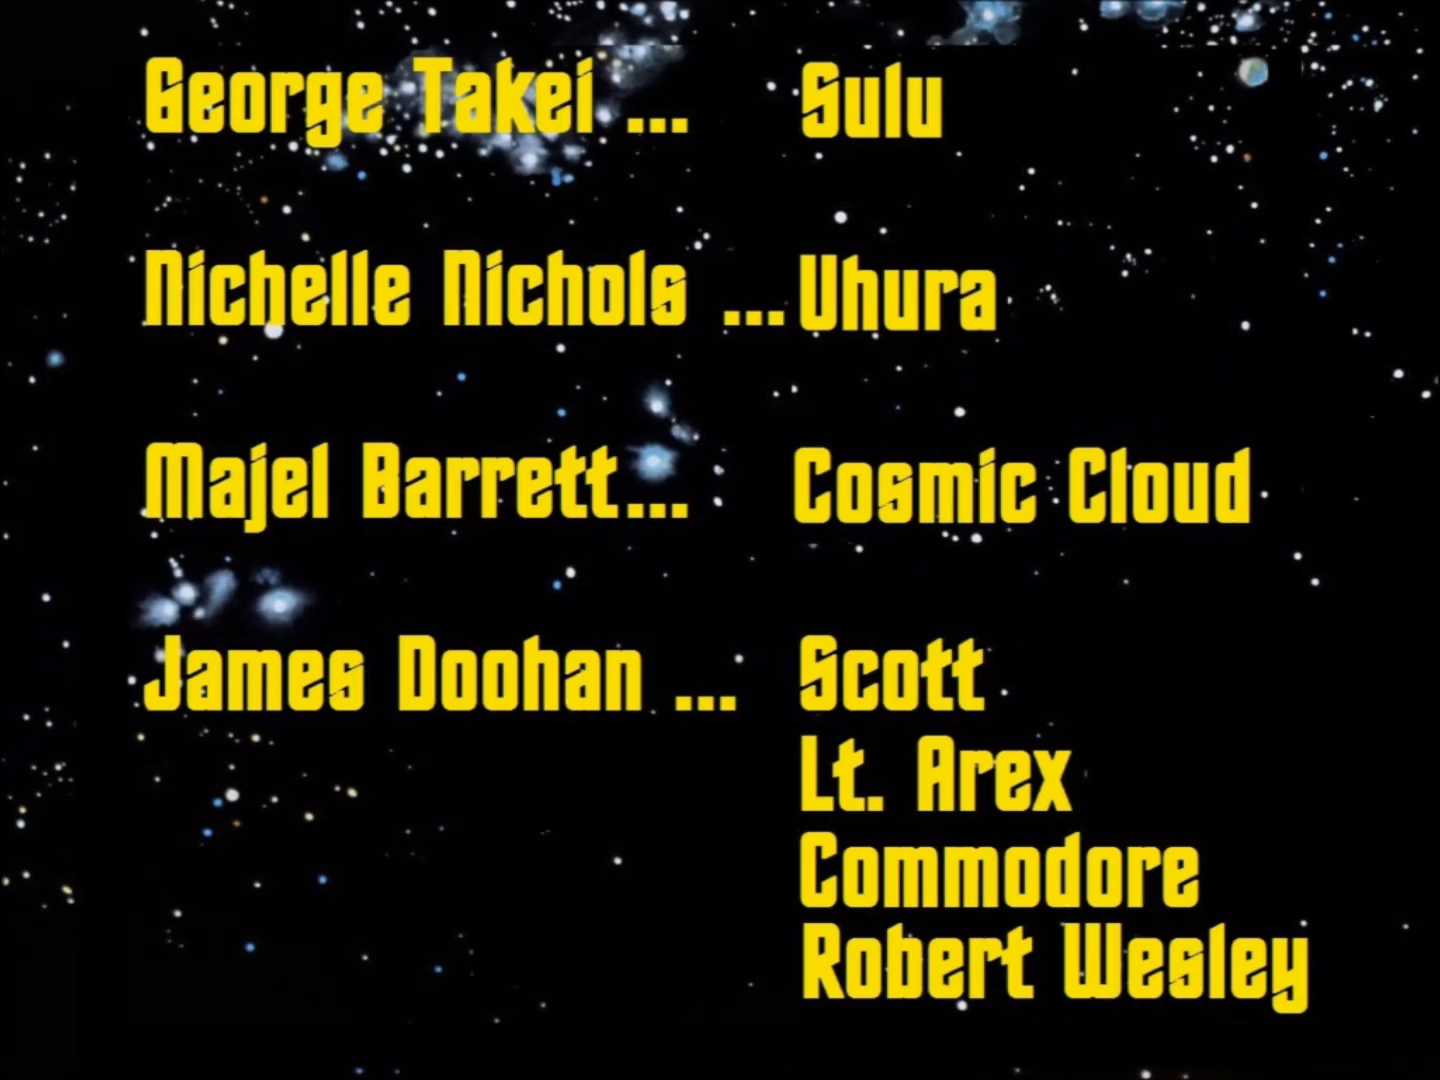 George Takei ... Sulu
Nichelle Nichols ... Uhura
Majel Barrett... Cosmic Cloud
James Doohan ... Scott
Lt. Arex
Commodore
Robert Wesley